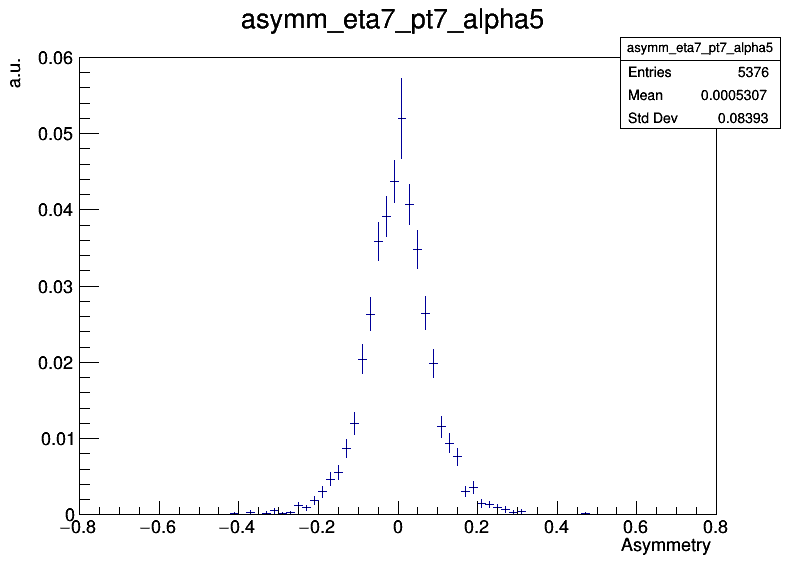 asymm_eta7_pt7_alpha5
asymm_eta7_pt7_alpha5
Entries 5376
Mean 0.0005307
Std Dev 0.08393
a.u.
0.06
0.05
0.04
0.03
0.02
0.01
0
−0.8 −0.6 −0.4 −0.2 0 0.2 0.4 0.6 0.8
Asymmetry